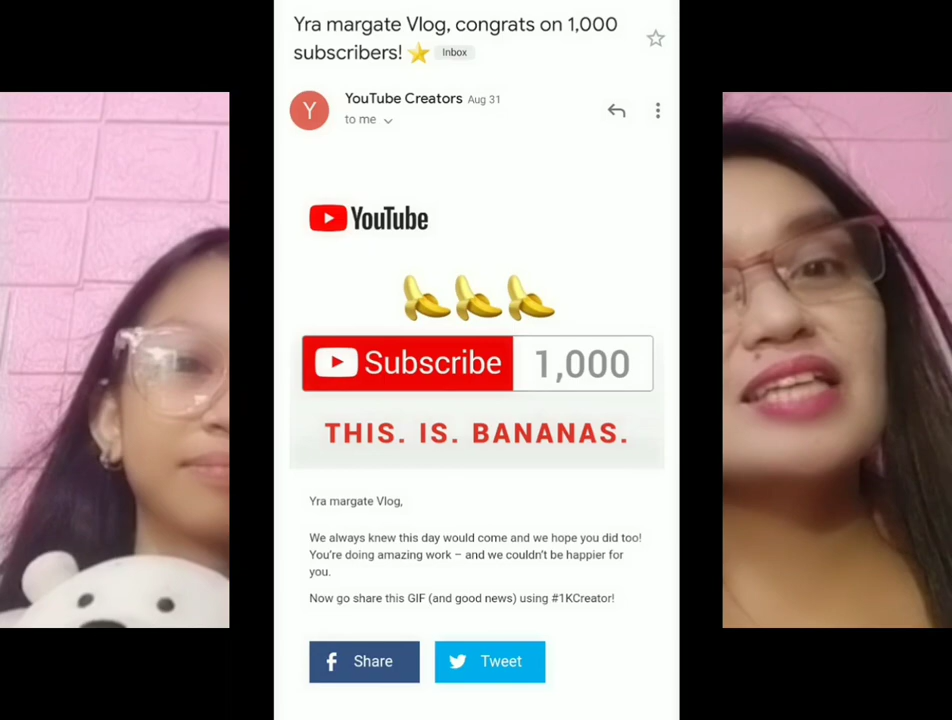 Yra margate Vlog, congrats on 1,000
subscribers! ⭐ Inbox
Y
YouTube Creators Aug 31
to me
YouTube
Subscribe 1,000
THIS. IS. BANANAS.
Yra margate Vlog,
We always knew this day would come and we hope you did too!
You're doing amazing work – and we couldn't be happier for
you.
Now go share this GIF (and good news) using #1KCreator!
f Share Tweet